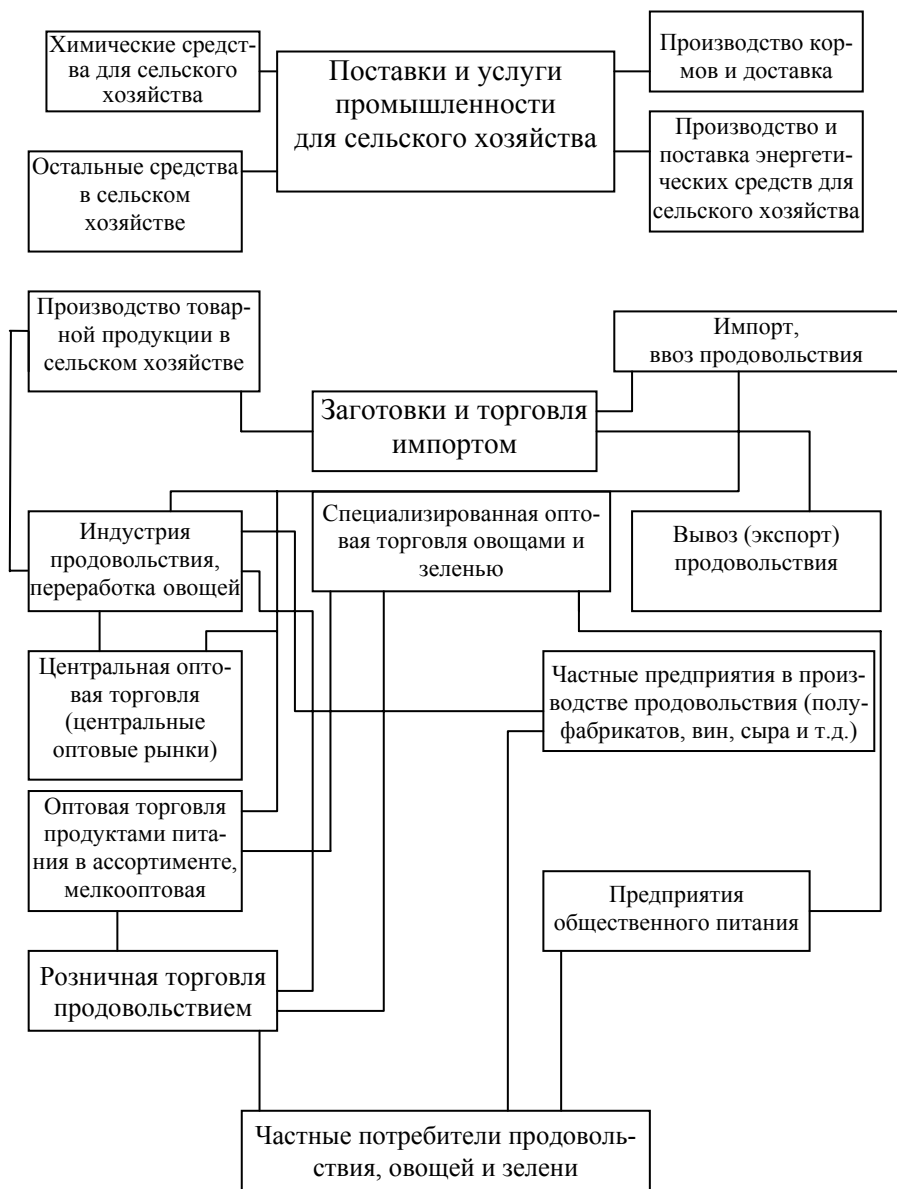 Химические средст-
ва для сельского
хозяйства
Поставки и услуги
промышленности
для сельского хозяйства
Производство кор-
мов и доставка
Остальные средства
в сельском
хозяйстве
Производство и
поставка энергети-
ческих средств для
сельского хозяйства
Производство товар-
ной продукции в
сельском хозяйстве
Импорт,
ввоз продовольствия
Заготовки и торговля
импортом
Индустрия
продовольствия,
переработка овощей
Специализированная опто-
вая торговля овощами и
зеленью
Вывоз (экспорт)
продовольствия
Центральная опто-
вая торговля
(центральные
оптовые рынки)
Частные предприятия в произ-
водстве продовольствия (полу-
фабрикатов, вин, сыра и т.д.)
Оптовая торговля
продуктами пита-
ния в ассортименте,
мелкооптовая
Предприятия
общественного питания
Розничная торговля
продовольствием
Частные потребители продоволь-
ствия, овощей и зелени